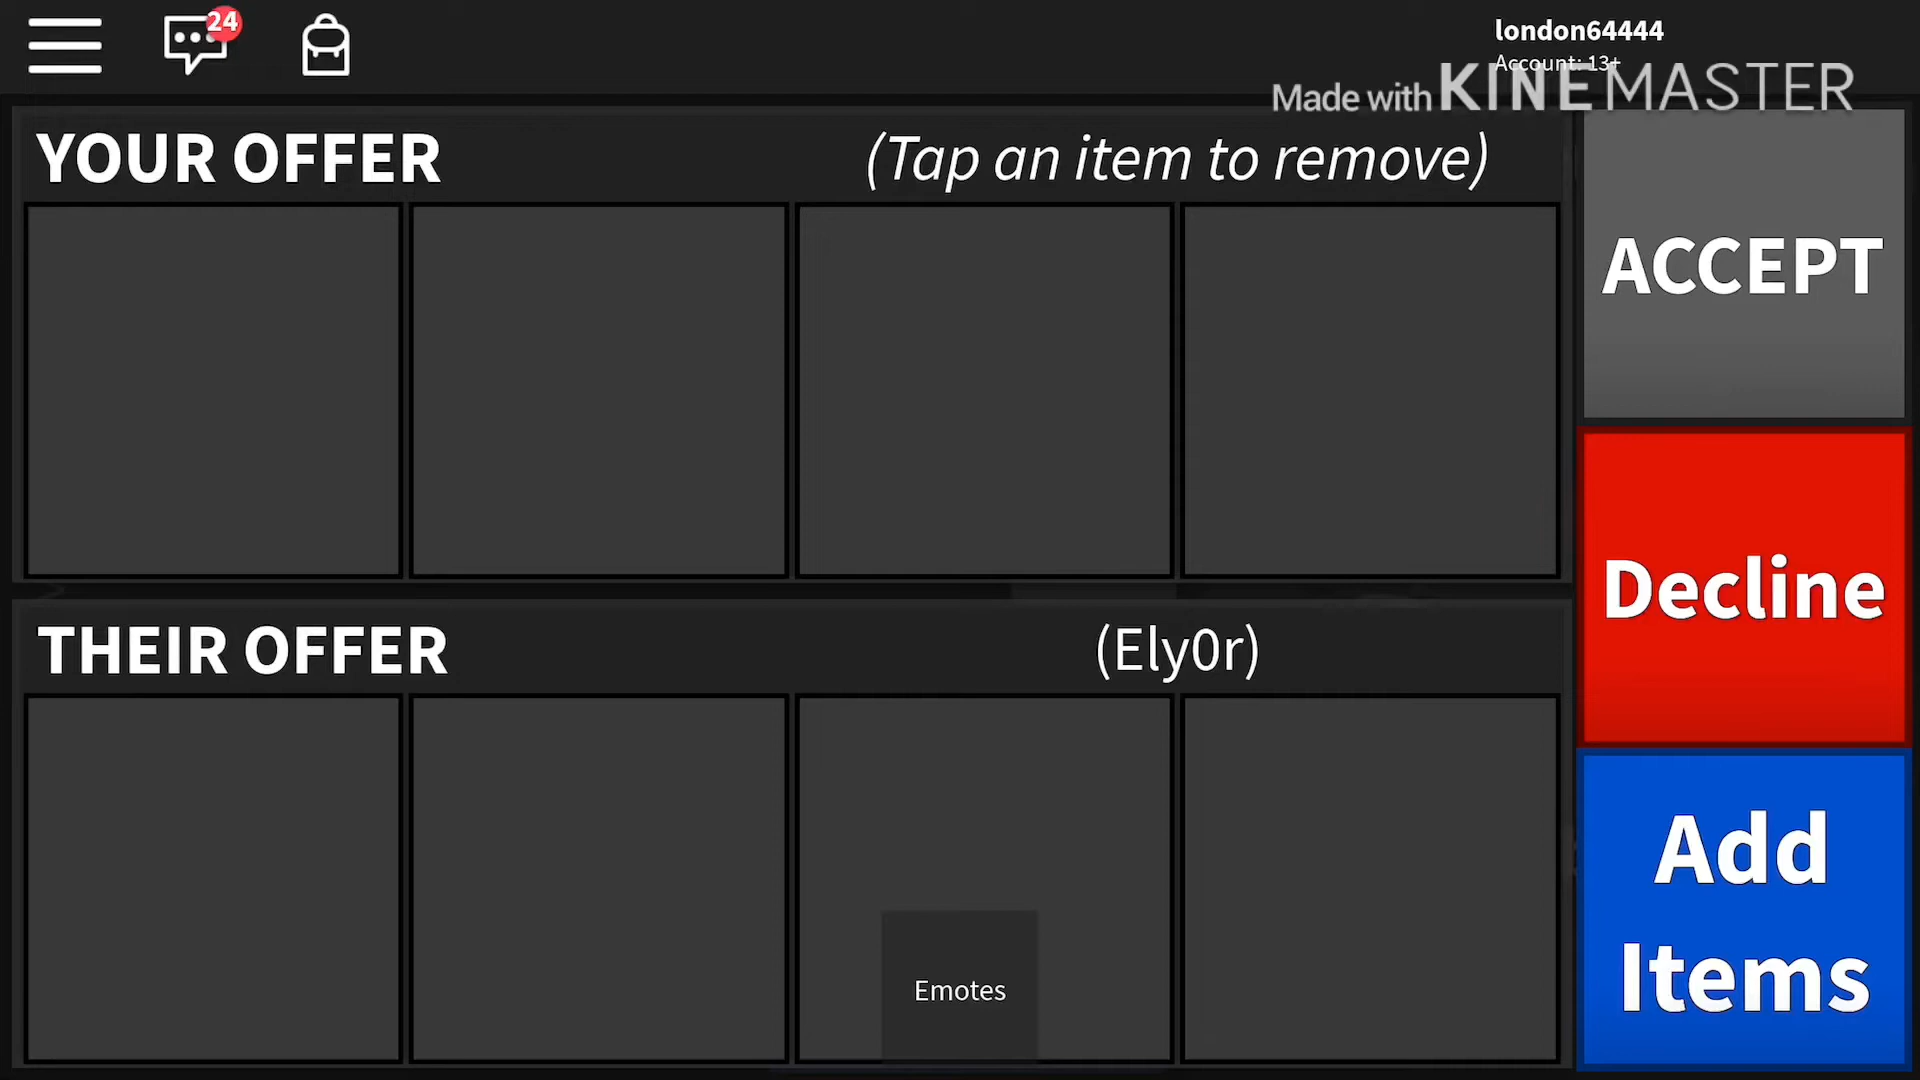 24
london64444
Account: 13+
Made with KINEMASTER
YOUR OFFER
(Tap an item to remove)
ACCEPT
Decline
THEIR OFFER
(Ely0r)
Add
Items
Emotes